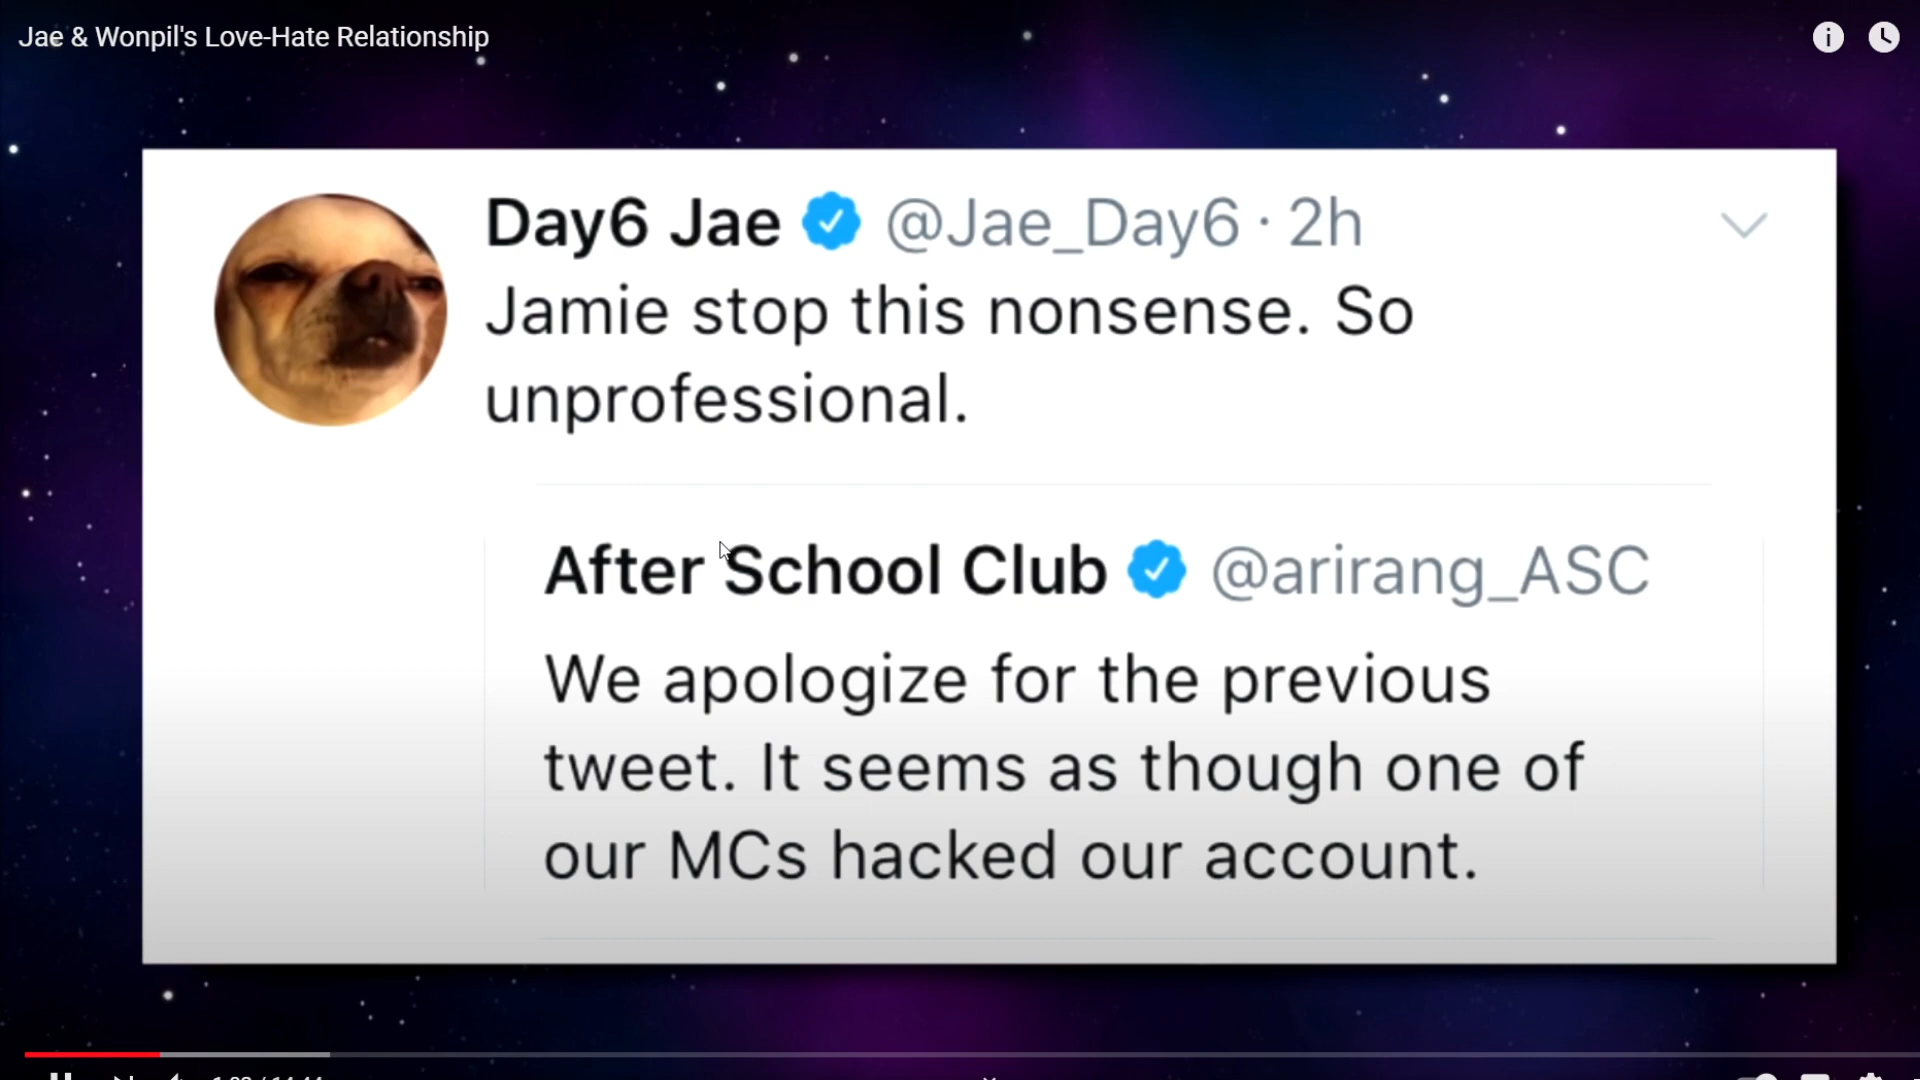 Jae & Wonpil's Love-Hate Relationship
Day6 Jae @Jae_Day6 · 2h
Jamie stop this nonsense. So
unprofessional.
After School Club @arirang_ASC
We apologize for the previous
tweet. It seems as though one of
our MCs hacked our account.